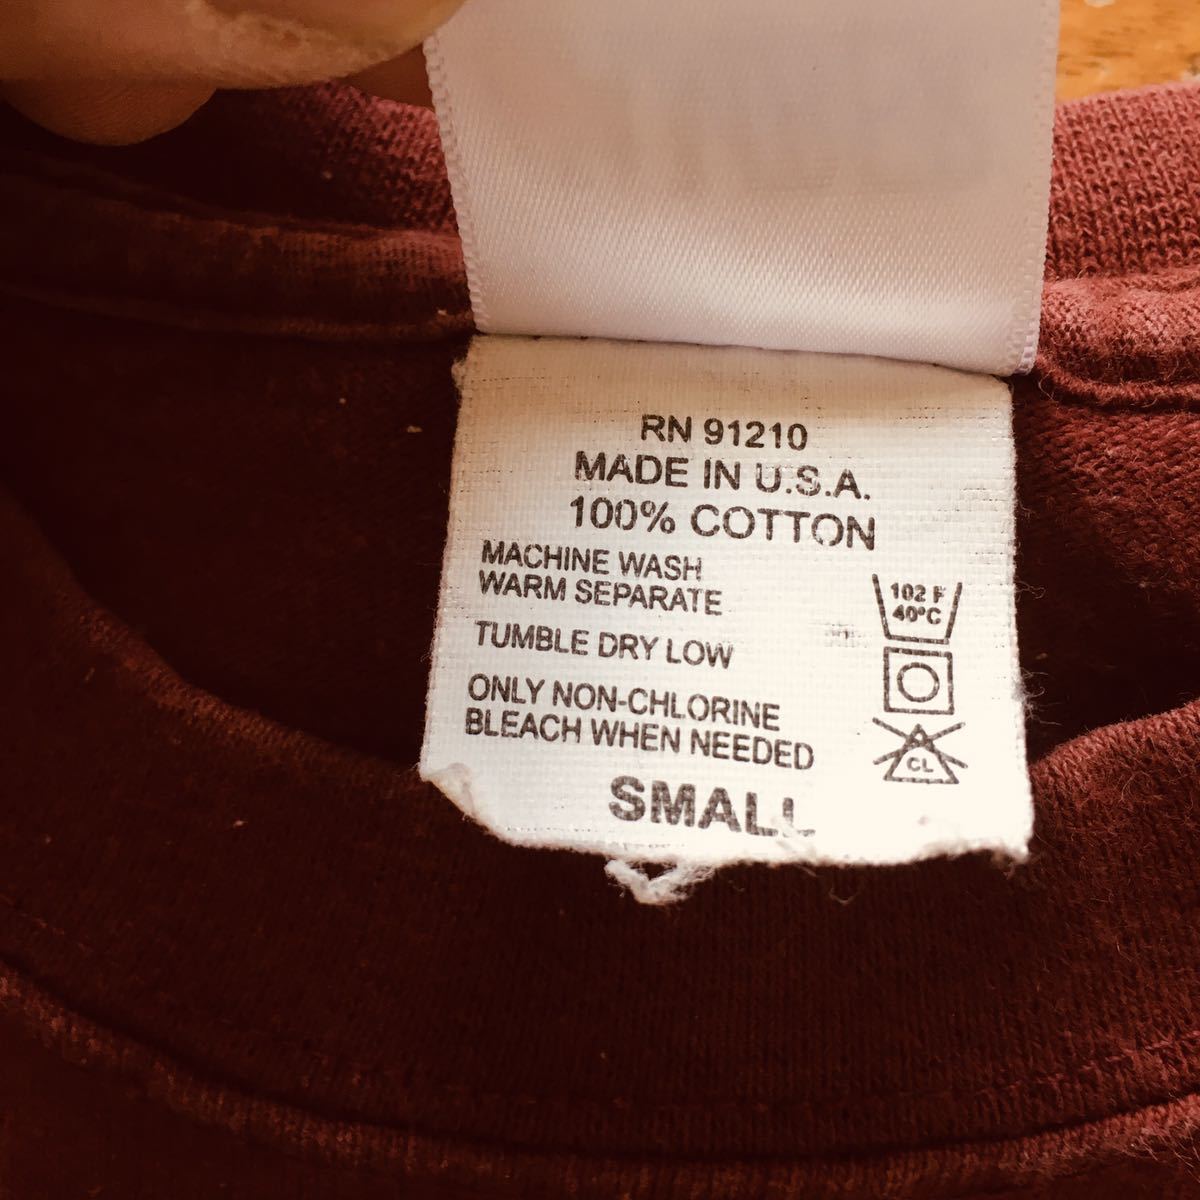 RN 91210
MADE IN U.S.A.
100% COTTON
MACHINE WASH
WARM SEPARATE
TUMBLE DRY LOW
ONLY NON-CHLORINE
BLEACH WHEN NEEDED
SMALL
102 F
40°C
CL